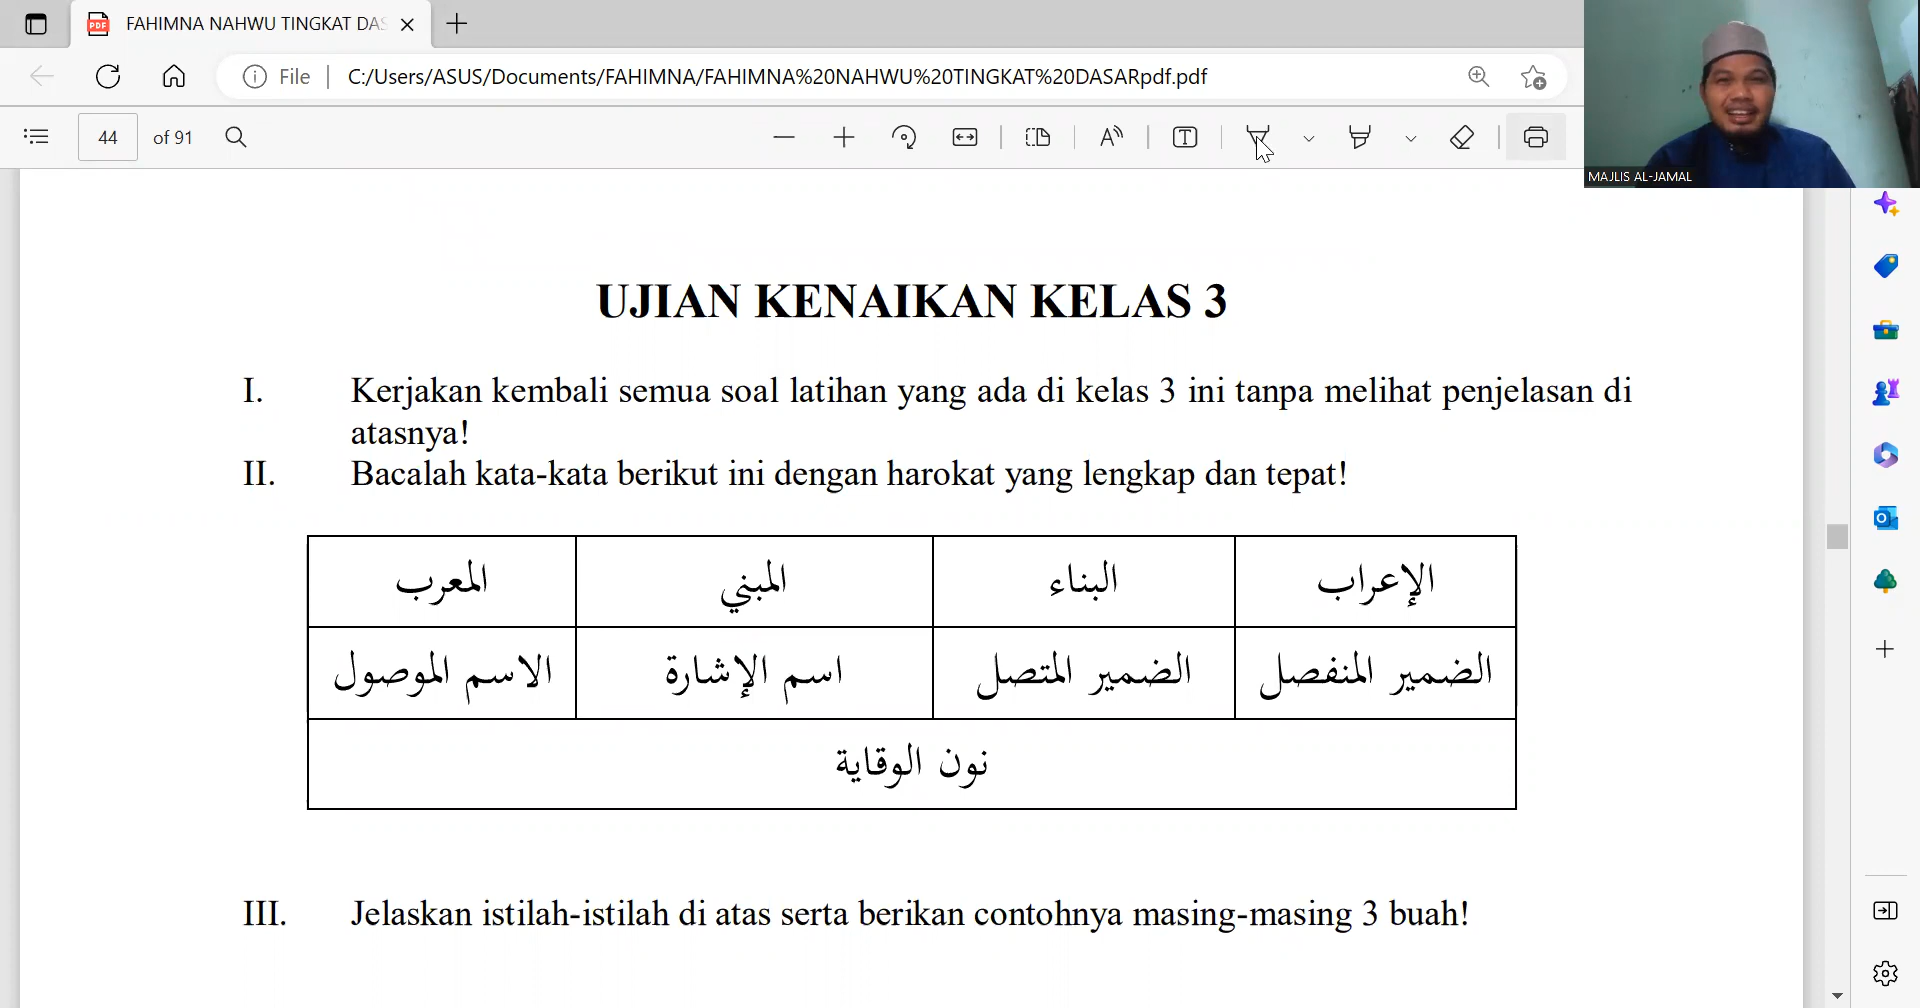 FAHIMNA NAHWU TINGKAT DAS
File
C:/Users/ASUS/Documents/FAHIMNA/FAHIMNA%20NAHWU%20TINGKAT%20DASARpdf.pdf
44 of 91
MAJLIS AL-JAMAL
UJIAN KENAIKAN KELAS 3
I. Kerjakan kembali semua soal latihan yang ada di kelas 3 ini tanpa melihat penjelasan di
atasnya!
II. Bacalah kata-kata berikut ini dengan harokat yang lengkap dan tepat!
الإعراب البناء المبني المعرب
الضمير المنفصل الضمير المتصل اسم الإشارة الاسم الموصول
نون الوقاية
III. Jelaskan istilah-istilah di atas serta berikan contohnya masing-masing 3 buah!